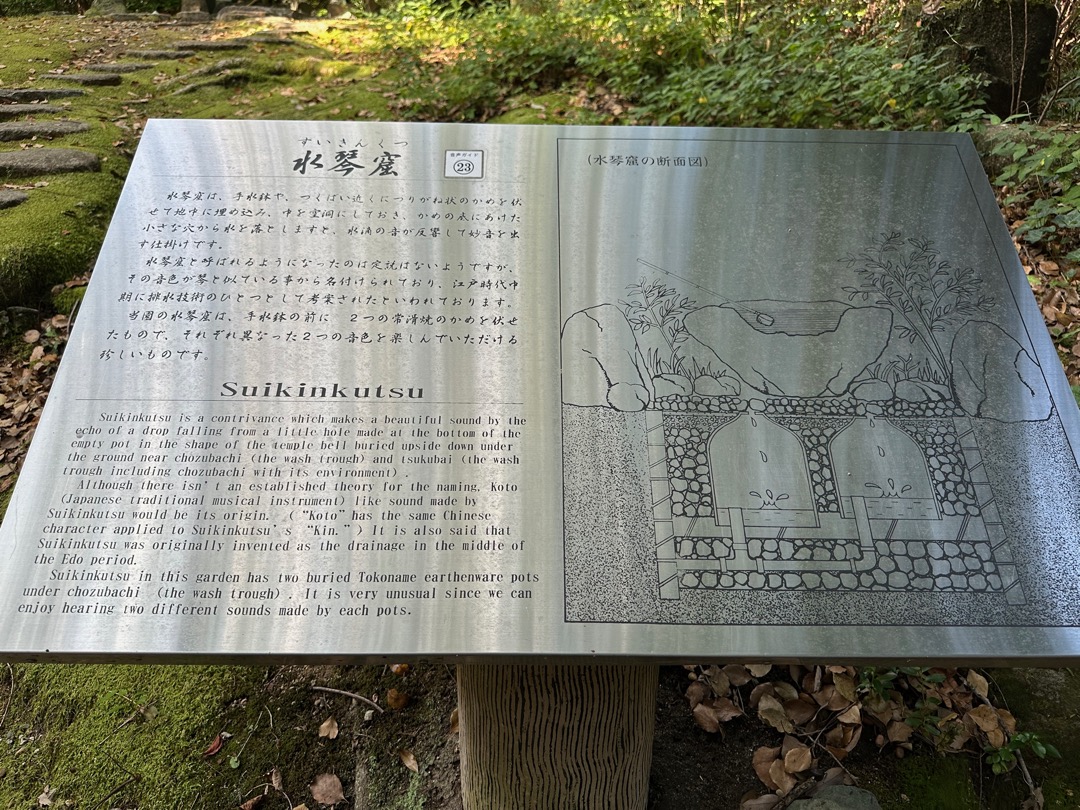 すいきんくつ
水琴窟
音声ガイド
23
水琴窟は、手水鉢や、つくばい近くにつりがね状のかめを伏
せて地中に埋め込み、中を空洞にしておき、かめの底にあけた
小さな穴から水を落としますと、水滴の音が反響して妙音を出
す仕掛けです。
水琴窟と呼ばれるようになったのは定説はないようですが、
その音色が琴と似ている事から名付けられており、江戸時代中
期に排水技術のひとつとして考案されたといわれております。
当園の水琴窟は、手水鉢の前に 2つの常滑焼のかめを伏せ
たもので、それぞれ異なった2つの音色を楽しんでいただける
珍しいものです。
Suikinkutsu
Suikinkutsu is a contrivance which makes a beautiful sound by the
echo of a drop falling from a little hole made at the bottom of the
empty pot in the shape of the temple bell buried upside down under
the ground near chozubachi (the wash trough) and tsukubai (the wash
trough including chozubachi with its environment).
Although there isn't an established theory for the naming, Koto
(Japanese traditional musical instrument) like sound made by
Suikinkutsu would be its origin. ("Koto" has the same Chinese
character applied to Suikinkutsu's "Kin.") It is also said that
Suikinkutsu was originally invented as the drainage in the middle of
the Edo period.
Suikinkutsu in this garden has two buried Tokoname earthenware pots
under chozubachi (the wash trough). It is very unusual since we can
enjoy hearing two different sounds made by each pots.
(水琴窟の断面図)